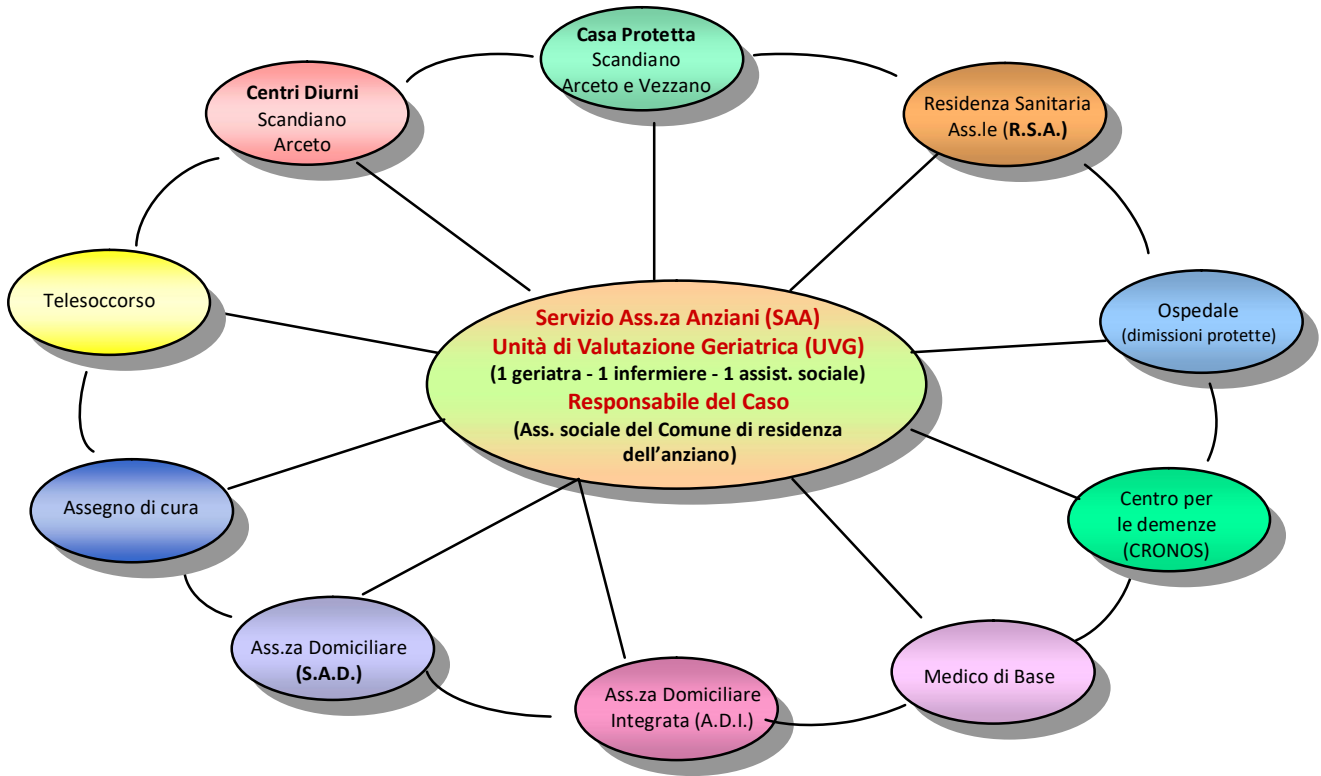 Casa Protetta
Scandiano
Arceto e Vezzano
Centri Diurni
Scandiano
Arceto
Residenza Sanitaria
Ass.le (R.S.A.)
Telesoccorso
Ospedale
(dimissioni protette)
Servizio Ass.za Anziani (SAA)
Unità di Valutazione Geriatrica (UVG)
(1 geriatra - 1 infermiere - 1 assist. sociale)
Responsabile del Caso
(Ass. sociale del Comune di residenza
dell’anziano)
Assegno di cura
Centro per
le demenze
(CRONOS)
Ass.za Domiciliare
(S.A.D.)
Ass.za Domiciliare
Integrata (A.D.I.)
Medico di Base